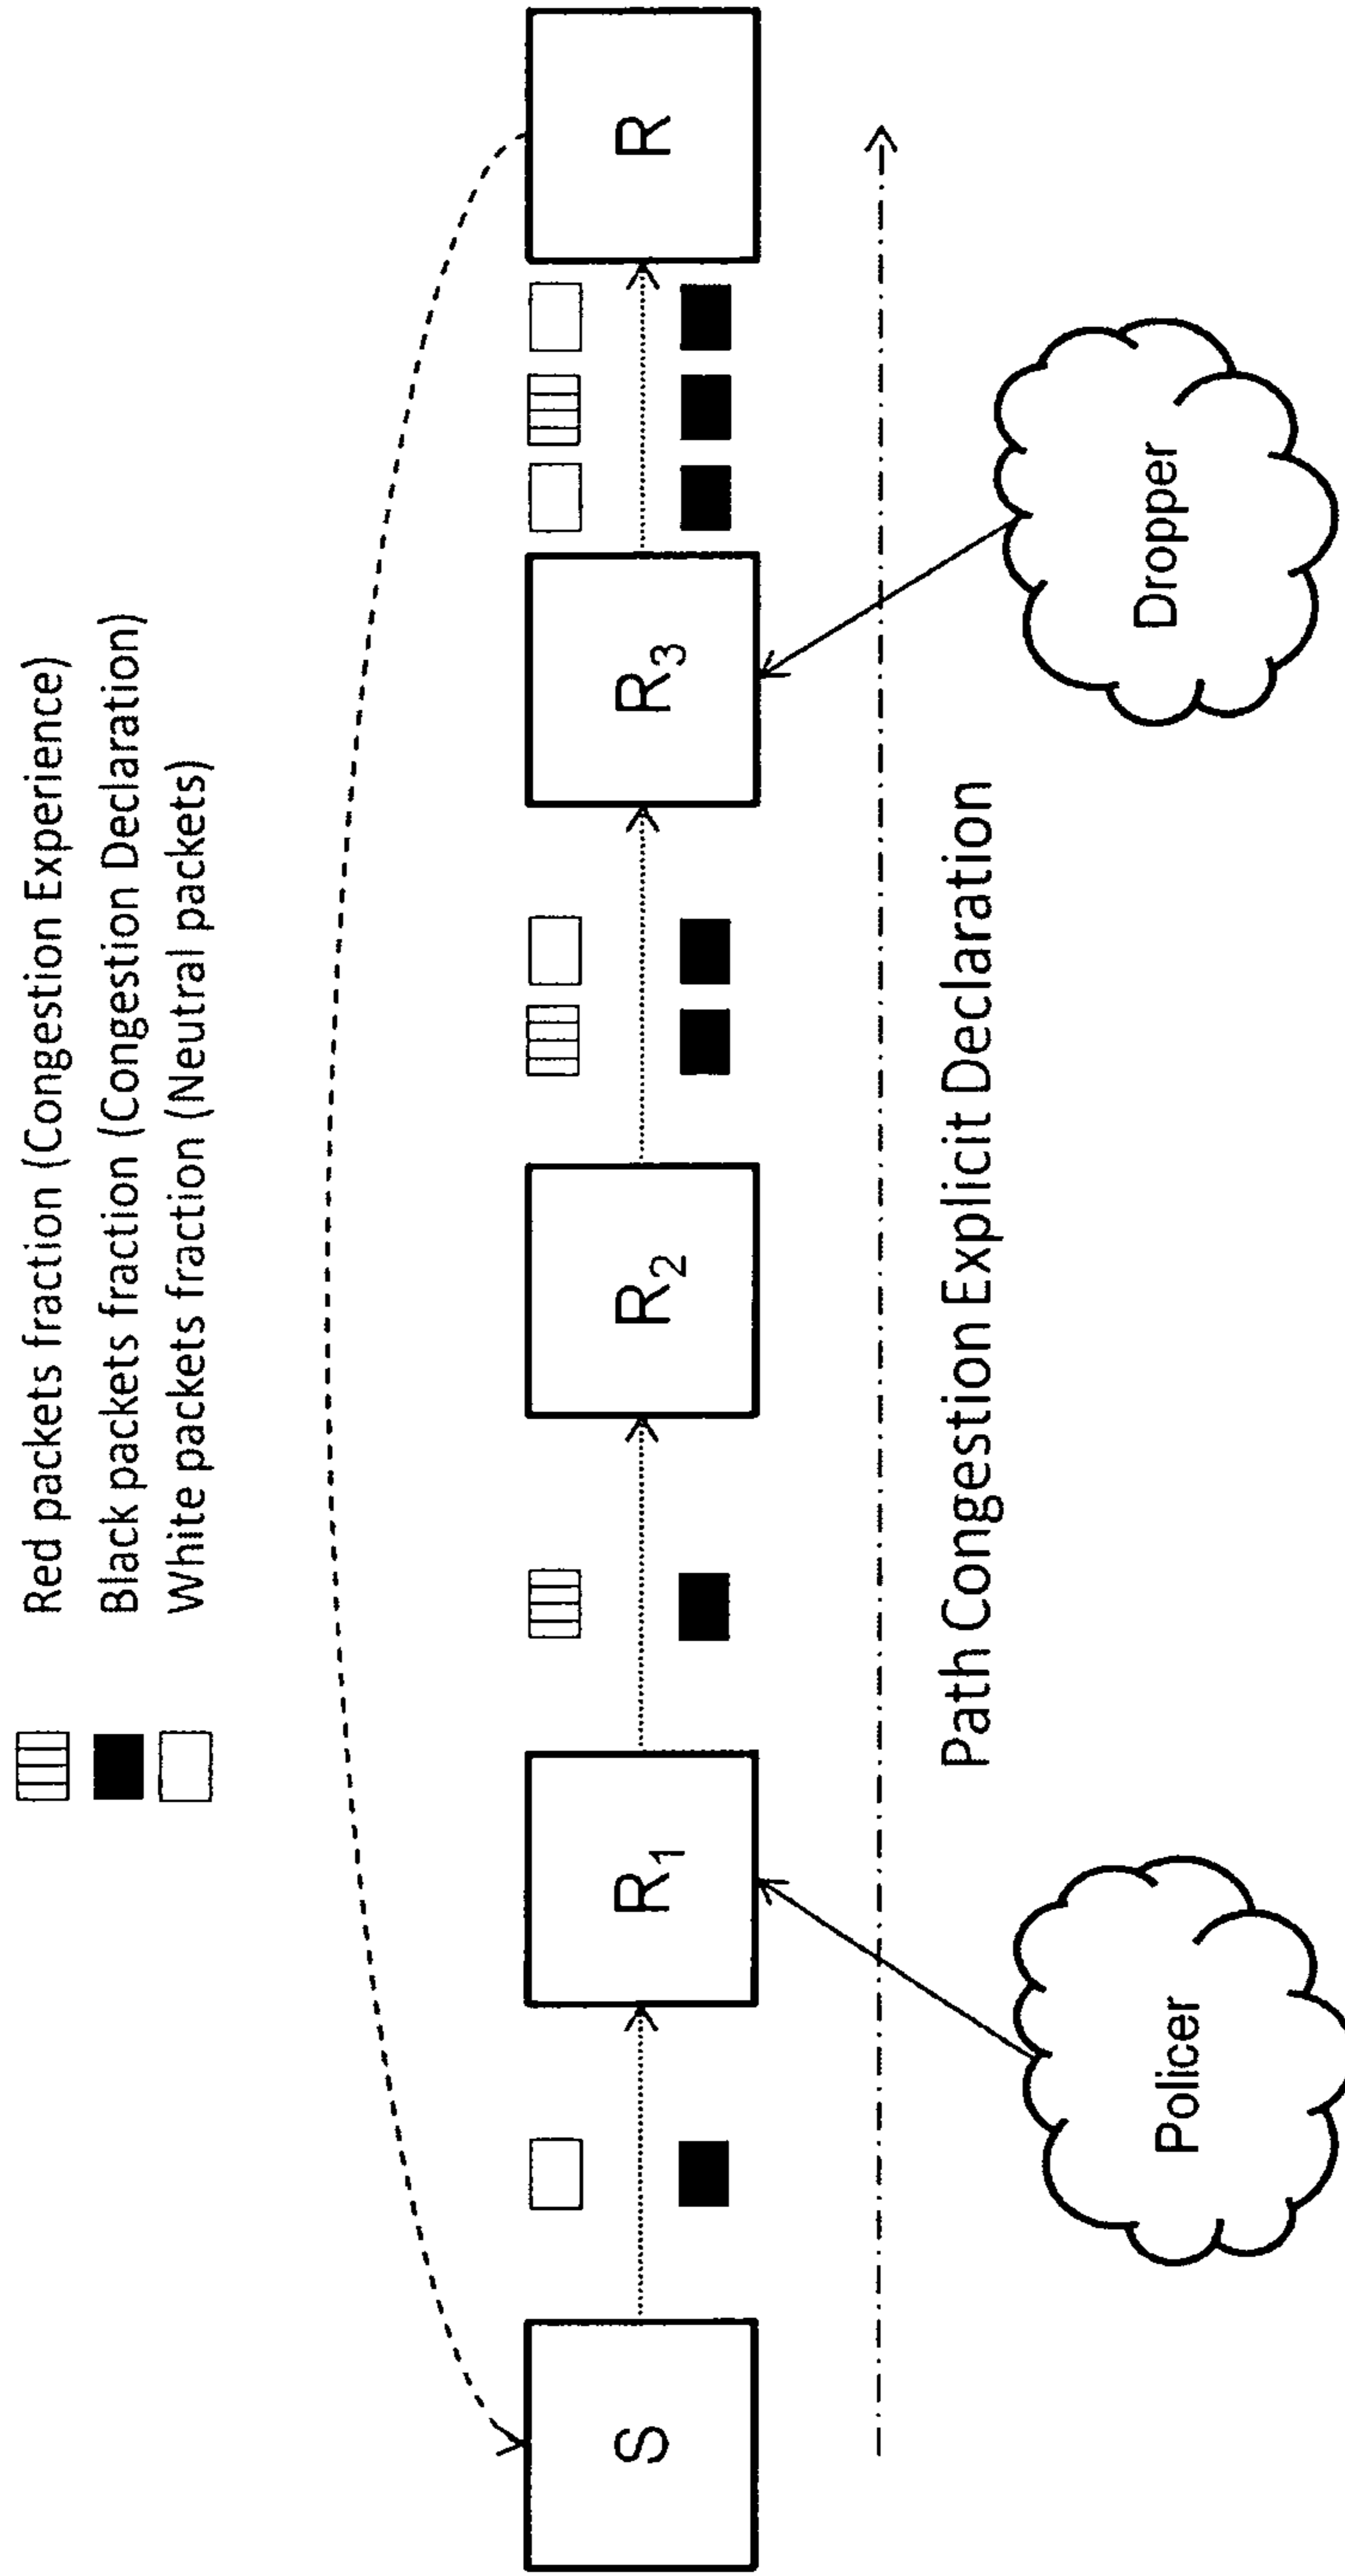 Red packets fraction (Congestion Experience)
Black packets fraction (Congestion Declaration)
White packets fraction (Neutral packets)
S
R1
R2
R3
R
Path Congestion Explicit Declaration
Policer
Dropper